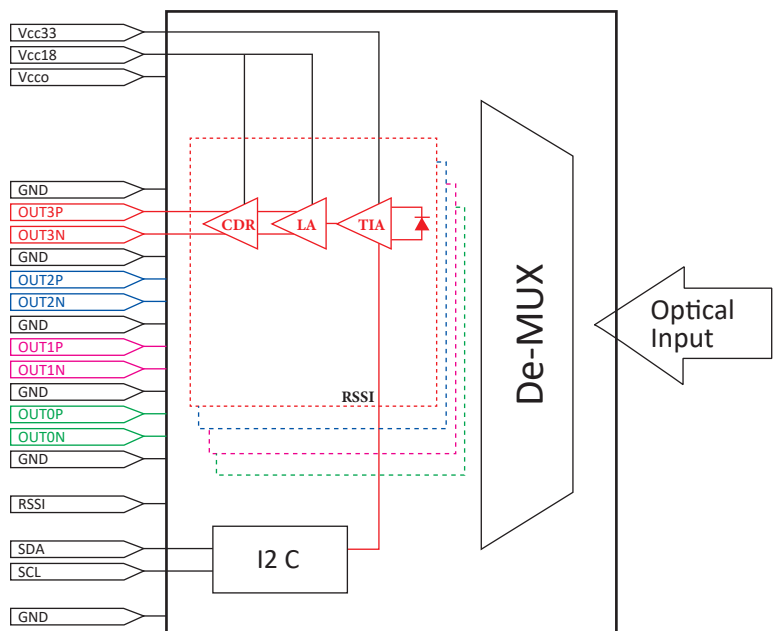 Vcc33
Vcc18
Vcco
GND
OUT3P
OUT3N
GND
OUT2P
OUT2N
GND
OUT1P
OUT1N
GND
OUT0P
OUT0N
GND
RSSI
SDA
SCL
GND
CDR
LA
TIA
RSSI
I2 C
De-MUX
Optical
Input